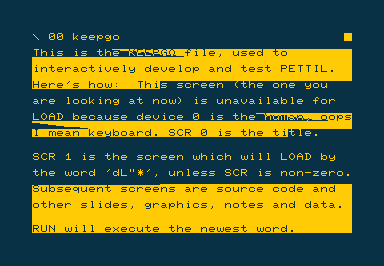 \ 00 keepgo
This is the KEEPGO file, used to
interactively develop and test PETTIL.
Here's how:  This screen (the one you
are looking at now) is unavailable for
LOAD because device 0 is the human, oops
I mean keyboard. SCR 0 is the title.
SCR 1 is the screen which will LOAD by
the word 'dL"*', unless SCR is non-zero.
Subsequent screens are source code and
other slides, graphics, notes and data.
RUN will execute the newest word.